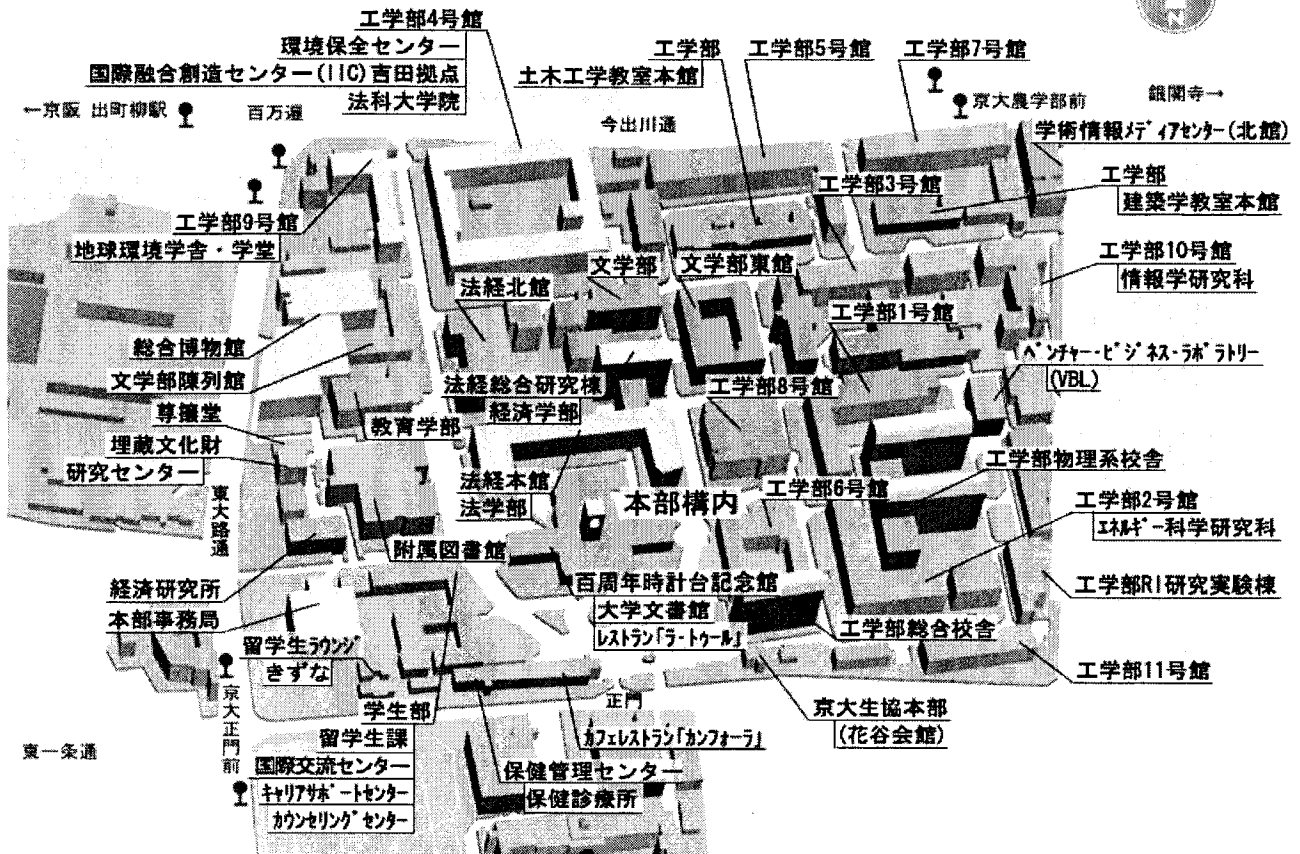 工学部4号館
環境保全センター
国際融合創造センター(IIC)吉田拠点
法科大学院
工学部
土木工学教室本館
工学部5号館
工学部7号館
←京阪 出町柳駅
百万遍
今出川通
京大農学部前
銀閣寺→
学術情報メディアセンター(北館)
工学部3号館
工学部
建築学教室本館
工学部9号館
地球環境学舎・学堂
文学部
文学部東館
工学部10号館
情報学研究科
法経北館
工学部1号館
総合博物館
ベンチャー・ビジネス・ラボラトリー
(VBL)
文学部陳列館
法経総合研究棟
経済学部
工学部8号館
尊攘堂
教育学部
埋蔵文化財
研究センター
工学部物理系校舎
法経本館
法学部
本部構内
工学部6号館
工学部2号館
エネルギー科学研究科
東大路通
附属図書館
経済研究所
百周年時計台記念館
大学文書館
レストラン「ラ・トゥール」
工学部RI研究実験棟
本部事務局
工学部総合校舎
留学生ラウンジ
きずな
工学部11号館
京大正門前
学生部
留学生課
国際交流センター
キャリアサポートセンター
カウンセリングセンター
正門
カフェレストラン「カンフォーラ」
京大生協本部
(花谷会館)
東一条通
保健管理センター
保健診療所